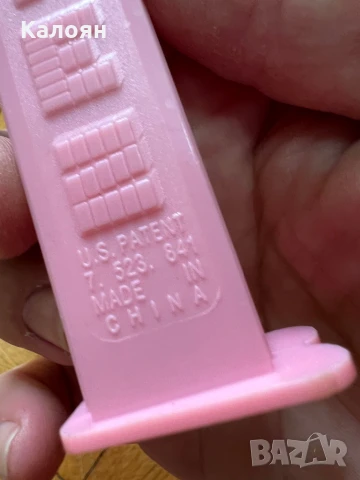 Калоян
U.S. PATENT
7, 523, 841
MADE IN
CHINA
BAZAR